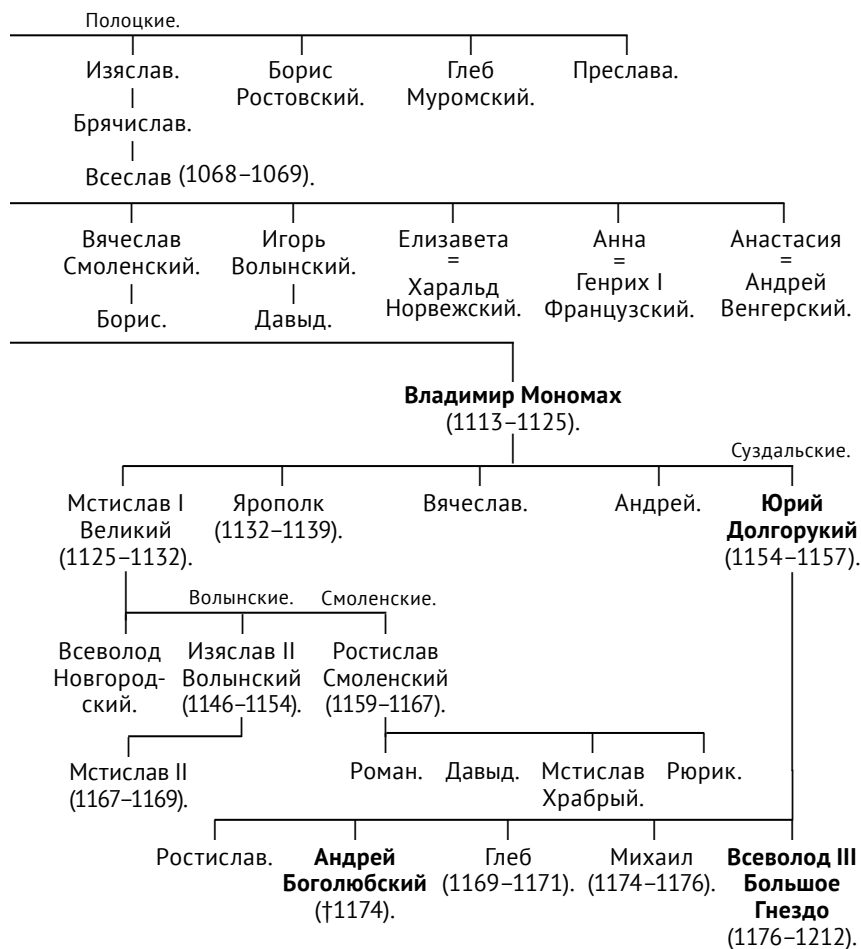 Полоцкие.
Изяслав. Борис Глеб Преслава.
Ростовский. Муромский.
|
Брячислав.
|
Всеслав (1068–1069).
Вячеслав Игорь Елизавета Анна Анастасия
Смоленский. Волынский. = = =
| | Харальд Генрих I Андрей
Борис. Давыд. Норвежский. Французский. Венгерский.
Владимир Мономах
(1113–1125).
Суздальские.
Мстислав I Ярополк Вячеслав. Андрей. Юрий
Великий (1132–1139). Долгорукий
(1125–1132). (1154–1157).
Волынские. Смоленские.
Всеволод Изяслав II Ростислав
Новгород- Волынский Смоленский
ский. (1146–1154). (1159–1167).
Мстислав II Роман. Давыд. Мстислав Рюрик.
(1167–1169). Храбрый.
Ростислав. Андрей Глеб Михаил Всеволод III
Боголюбский (1169–1171). (1174–1176). Большое
(†1174). Гнездо
(1176–1212).